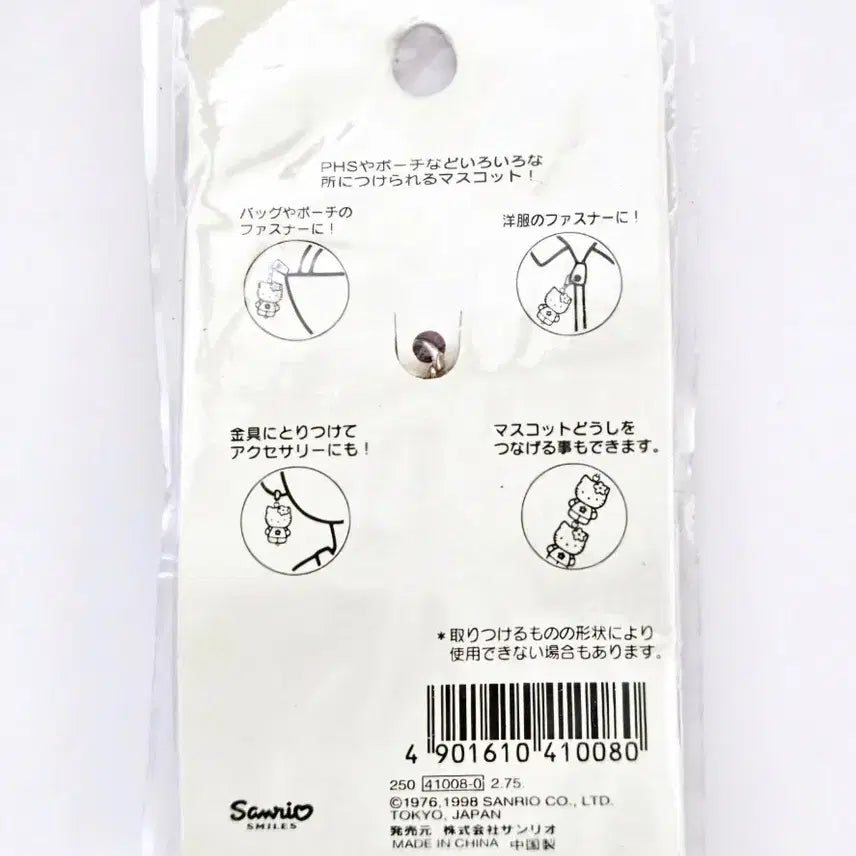 PHSやポーチなどいろいろな
所につけられるマスコット！
バッグやポーチの
ファスナーに！
洋服のファスナーに！
金具にとりつけて
アクセサリーにも！
マスコットどうしを
つなげる事もできます。
*取りつけるものの形状により
使用できない場合もあります。
4 901610 410080
250 41008-0 2.75
©1976,1998 SANRIO CO., LTD.
TOKYO, JAPAN
Sanrio
SMILES
発売元 株式会社サンリオ
MADE IN CHINA 中国製